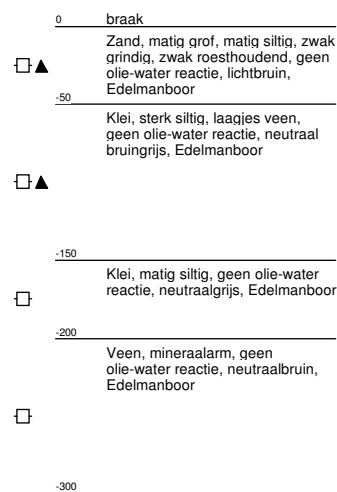 0 braak
Zand, matig grof, matig siltig, zwak
grindig, zwak roesthoudend, geen
olie-water reactie, lichtbruin,
Edelmanboor
-50
Klei, sterk siltig, laagjes veen,
geen olie-water reactie, neutraal
bruingrijs, Edelmanboor
-150
Klei, matig siltig, geen olie-water
reactie, neutraalgrijs, Edelmanboor
-200
Veen, mineraalarm, geen
olie-water reactie, neutraalbruin,
Edelmanboor
-300